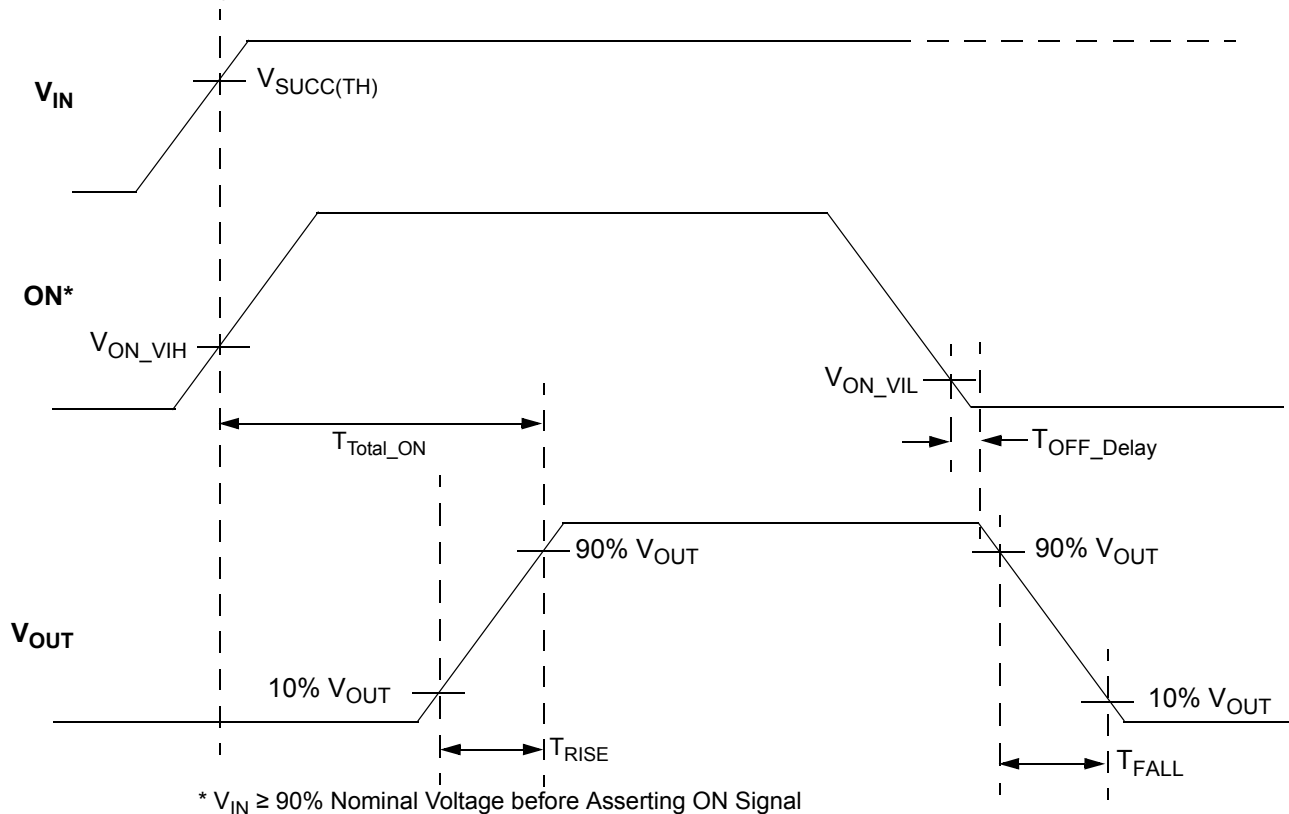 V_IN
V_SUCC(TH)
ON*
V_ON_VIH
V_ON_VIL
T_Total_ON
T_OFF_Delay
90% V_OUT
90% V_OUT
V_OUT
10% V_OUT
10% V_OUT
T_RISE
T_FALL
* V_IN ≥ 90% Nominal Voltage before Asserting ON Signal